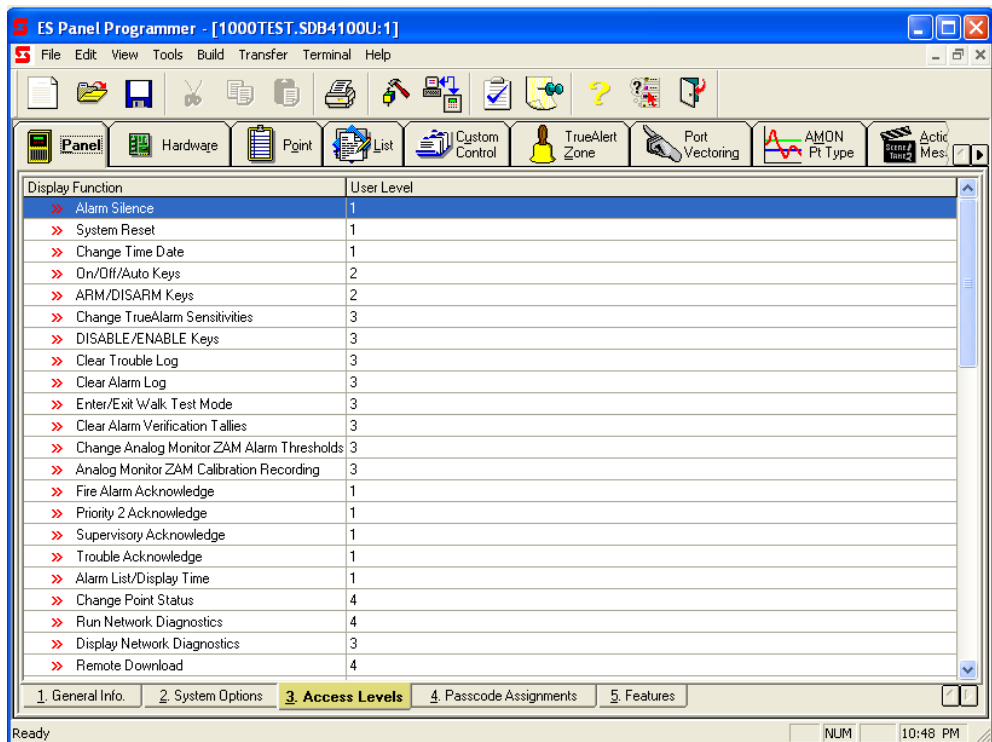 ES Panel Programmer - [1000TEST.SDB4100U:1]
File Edit View Tools Build Transfer Terminal Help
Panel Hardware Point List Custom Control TrueAlert Zone Port Vectoring AMON Pt Type
Display Function User Level
Alarm Silence 1
System Reset 1
Change Time Date 1
On/Off/Auto Keys 2
ARM/DISARM Keys 2
Change TrueAlarm Sensitivities 3
DISABLE/ENABLE Keys 3
Clear Trouble Log 3
Clear Alarm Log 3
Enter/Exit Walk Test Mode 3
Clear Alarm Verification Tallies 3
Change Analog Monitor ZAM Alarm Thresholds 3
Analog Monitor ZAM Calibration Recording 3
Fire Alarm Acknowledge 1
Priority 2 Acknowledge 1
Supervisory Acknowledge 1
Trouble Acknowledge 1
Alarm List/Display Time 1
Change Point Status 4
Run Network Diagnostics 4
Display Network Diagnostics 3
Remote Download 4
1. General Info. 2. System Options 3. Access Levels 4. Passcode Assignments 5. Features
Ready NUM 10:48 PM